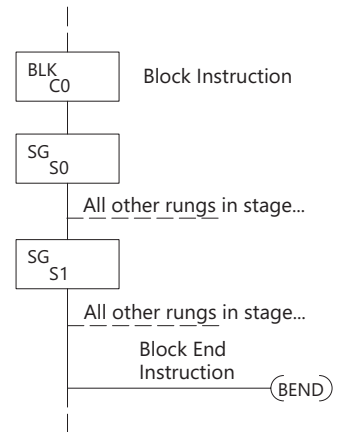 BLK
C0
Block Instruction
SG
S0
All other rungs in stage...
SG
S1
All other rungs in stage...
Block End
Instruction
(BEND)